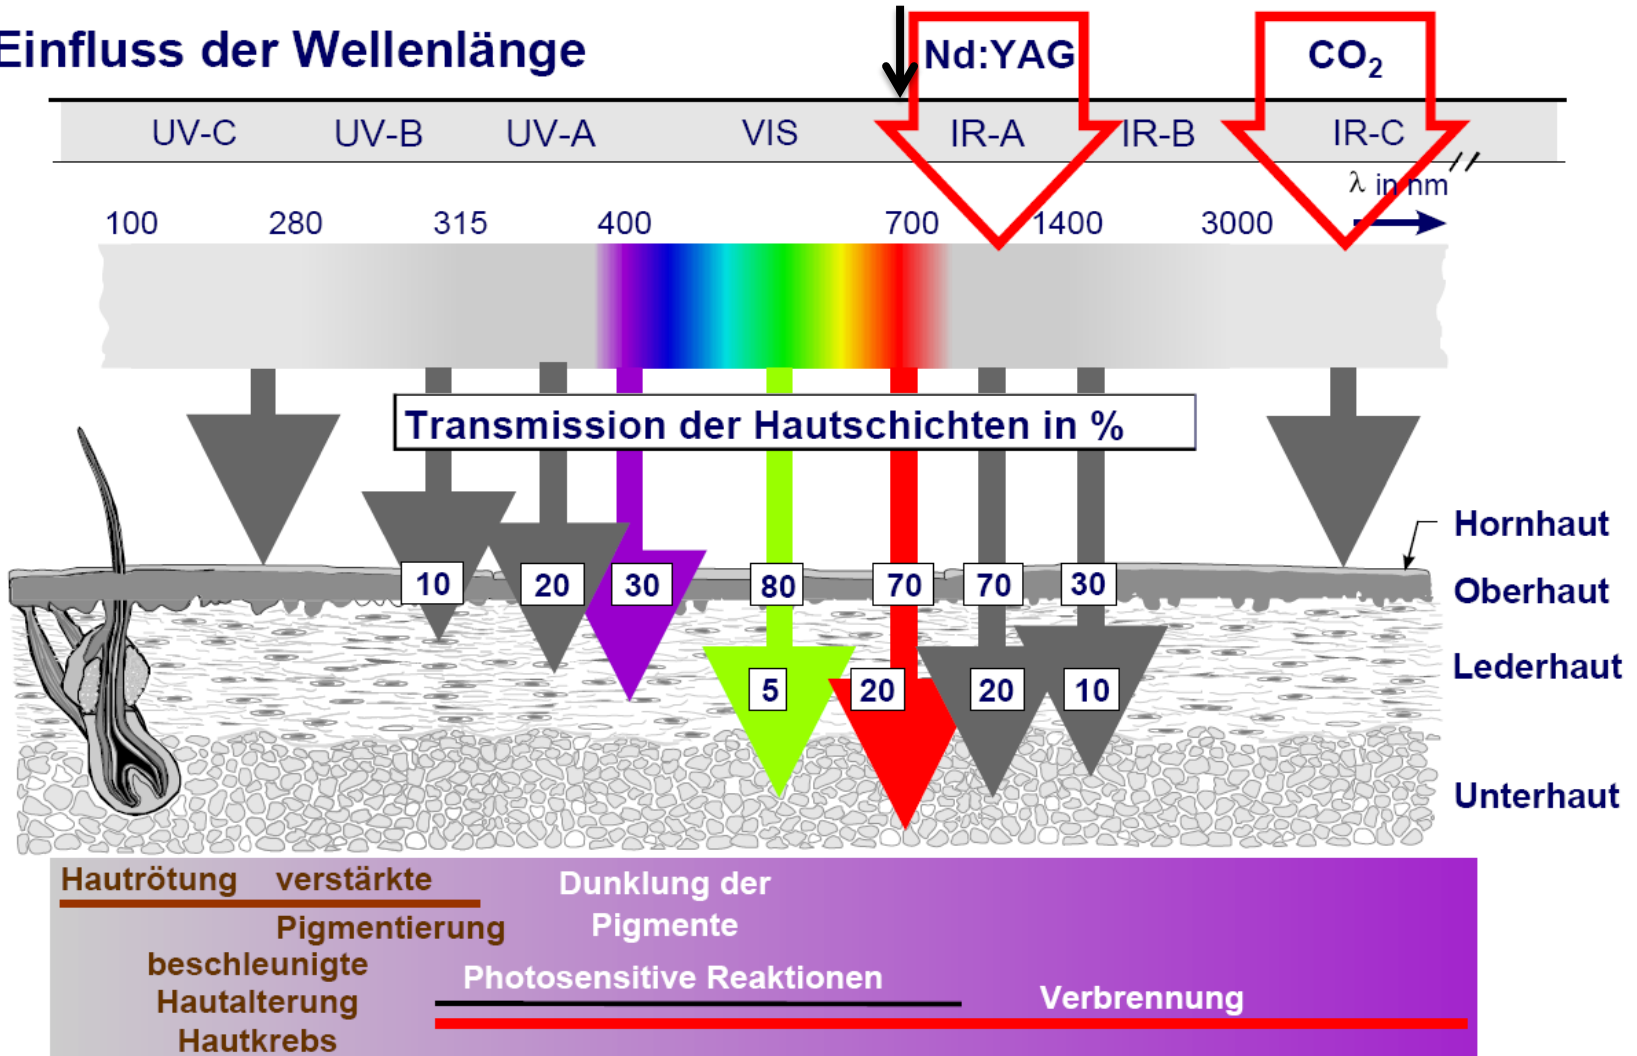 Einfluss der Wellenlänge
Nd:YAG
CO₂
UV-C UV-B UV-A VIS IR-A IR-B IR-C
λ in nm
100 280 315 400 700 1400 3000
Transmission der Hautschichten in %
Hornhaut
10 20 30 80 70 70 30
Oberhaut
Lederhaut
5 20 20 10
Unterhaut
Hautrötung verstärkte
Pigmentierung
Dunklung der
Pigmente
beschleunigte
Hautalterung
Hautkrebs
Photosensitive Reaktionen
Verbrennung